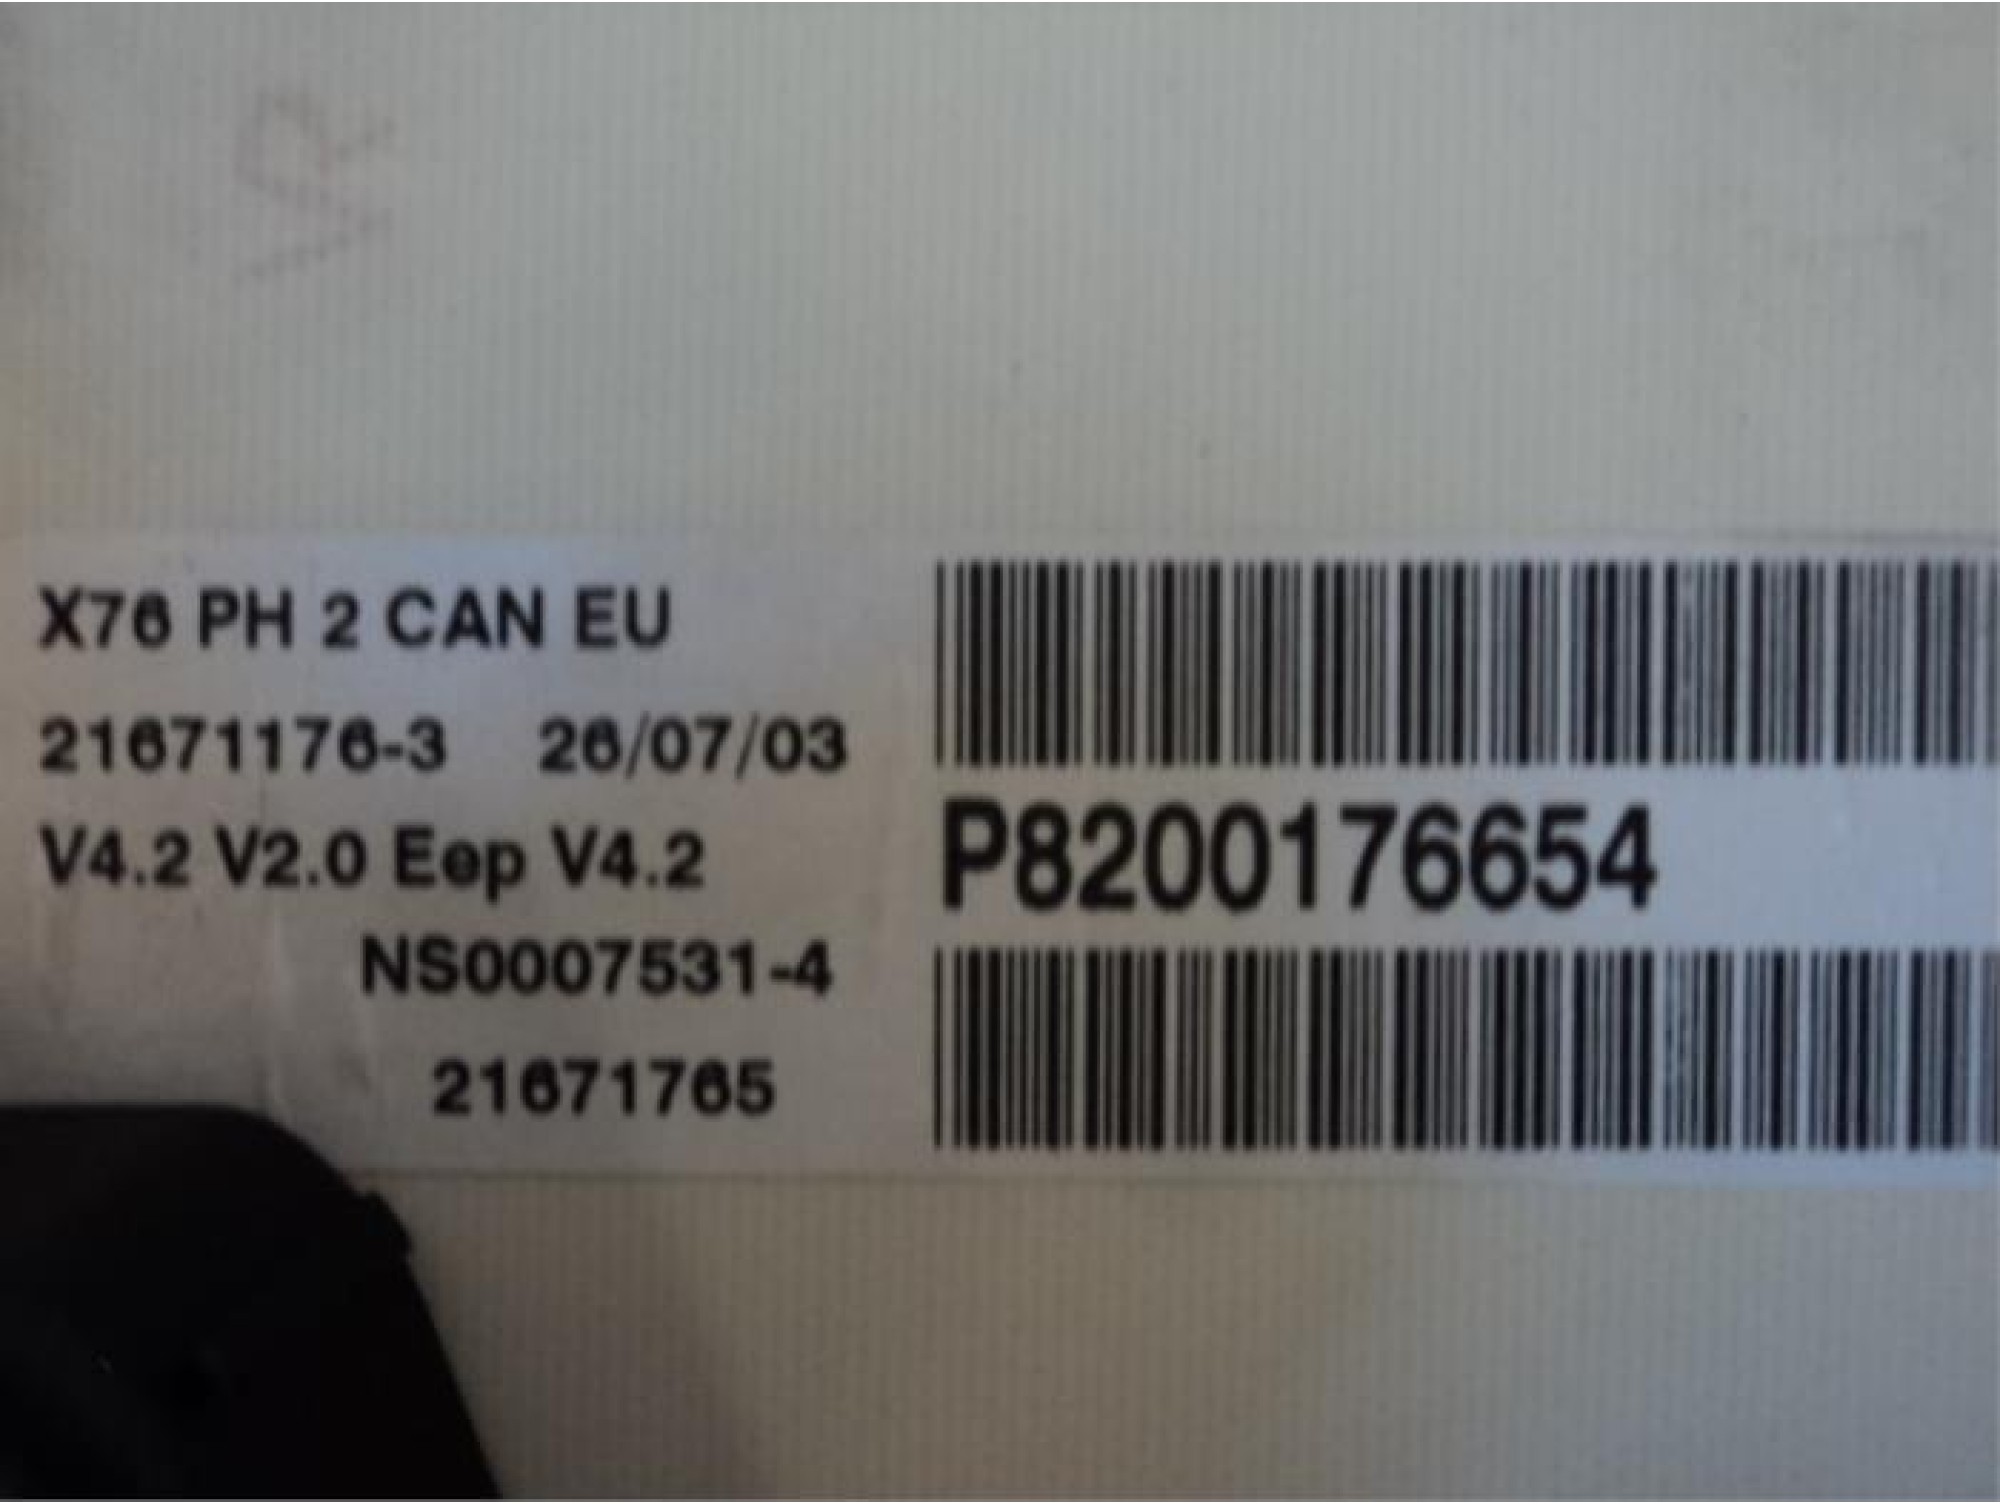 X76 PH 2 CAN EU
21671176-3 26/07/03
V4.2 V2.0 Eep V4.2
NS0007531-4
21671765
P8200176654